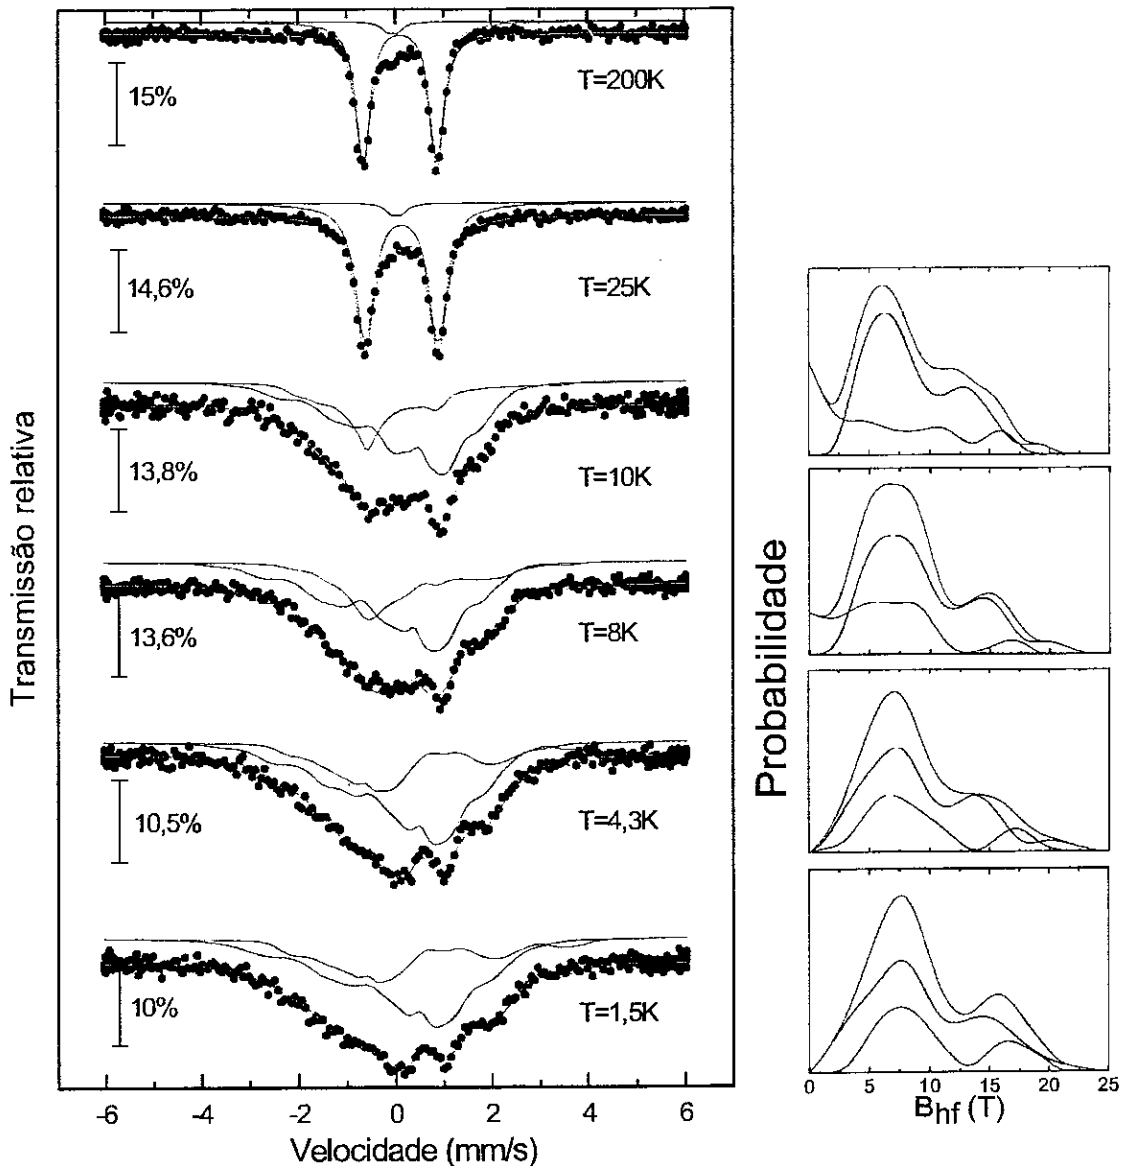 Transmissão relativa
15%
T=200K
14,6%
T=25K
13,8%
T=10K
13,6%
T=8K
10,5%
T=4,3K
10%
T=1,5K
-6 -4 -2 0 2 4 6
Velocidade (mm/s)
Probabilidade
0 5 10 15 20 25
Bhf (T)